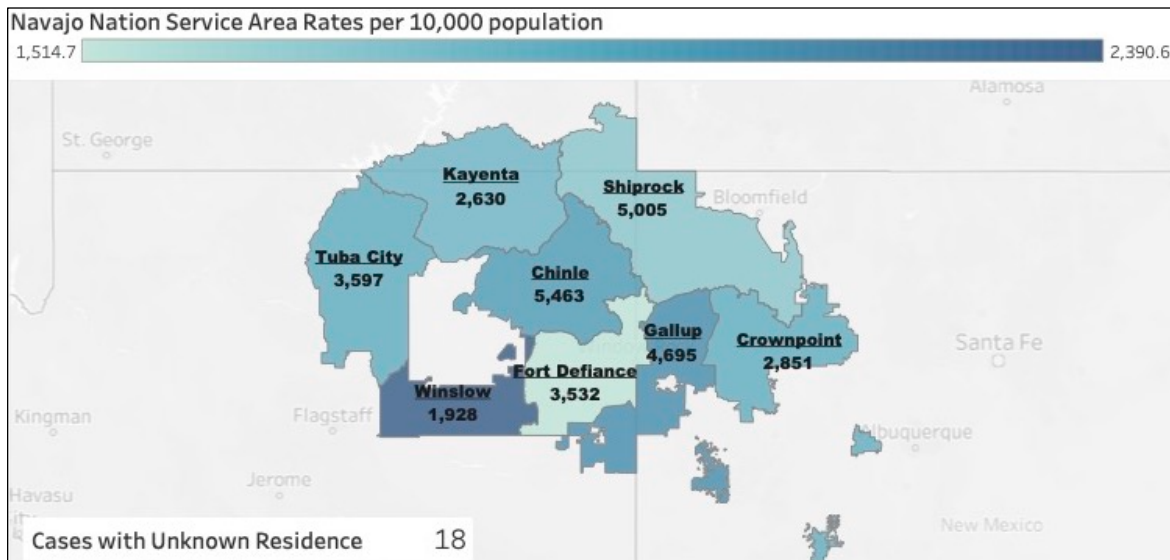 Navajo Nation Service Area Rates per 10,000 population
1,514.7
2,390.6
Alamosa
St. George
Kayenta
2,630
Shiprock
5,005
Bloomfield
Tuba City
3,597
Chinle
5,463
Gallup
4,695
Crownpoint
2,851
Santa Fe
Fort Defiance
3,532
Winslow
1,928
Kingman
Flagstaff
Albuquerque
Jerome
Havasu
New Mexico
Cases with Unknown Residence 18